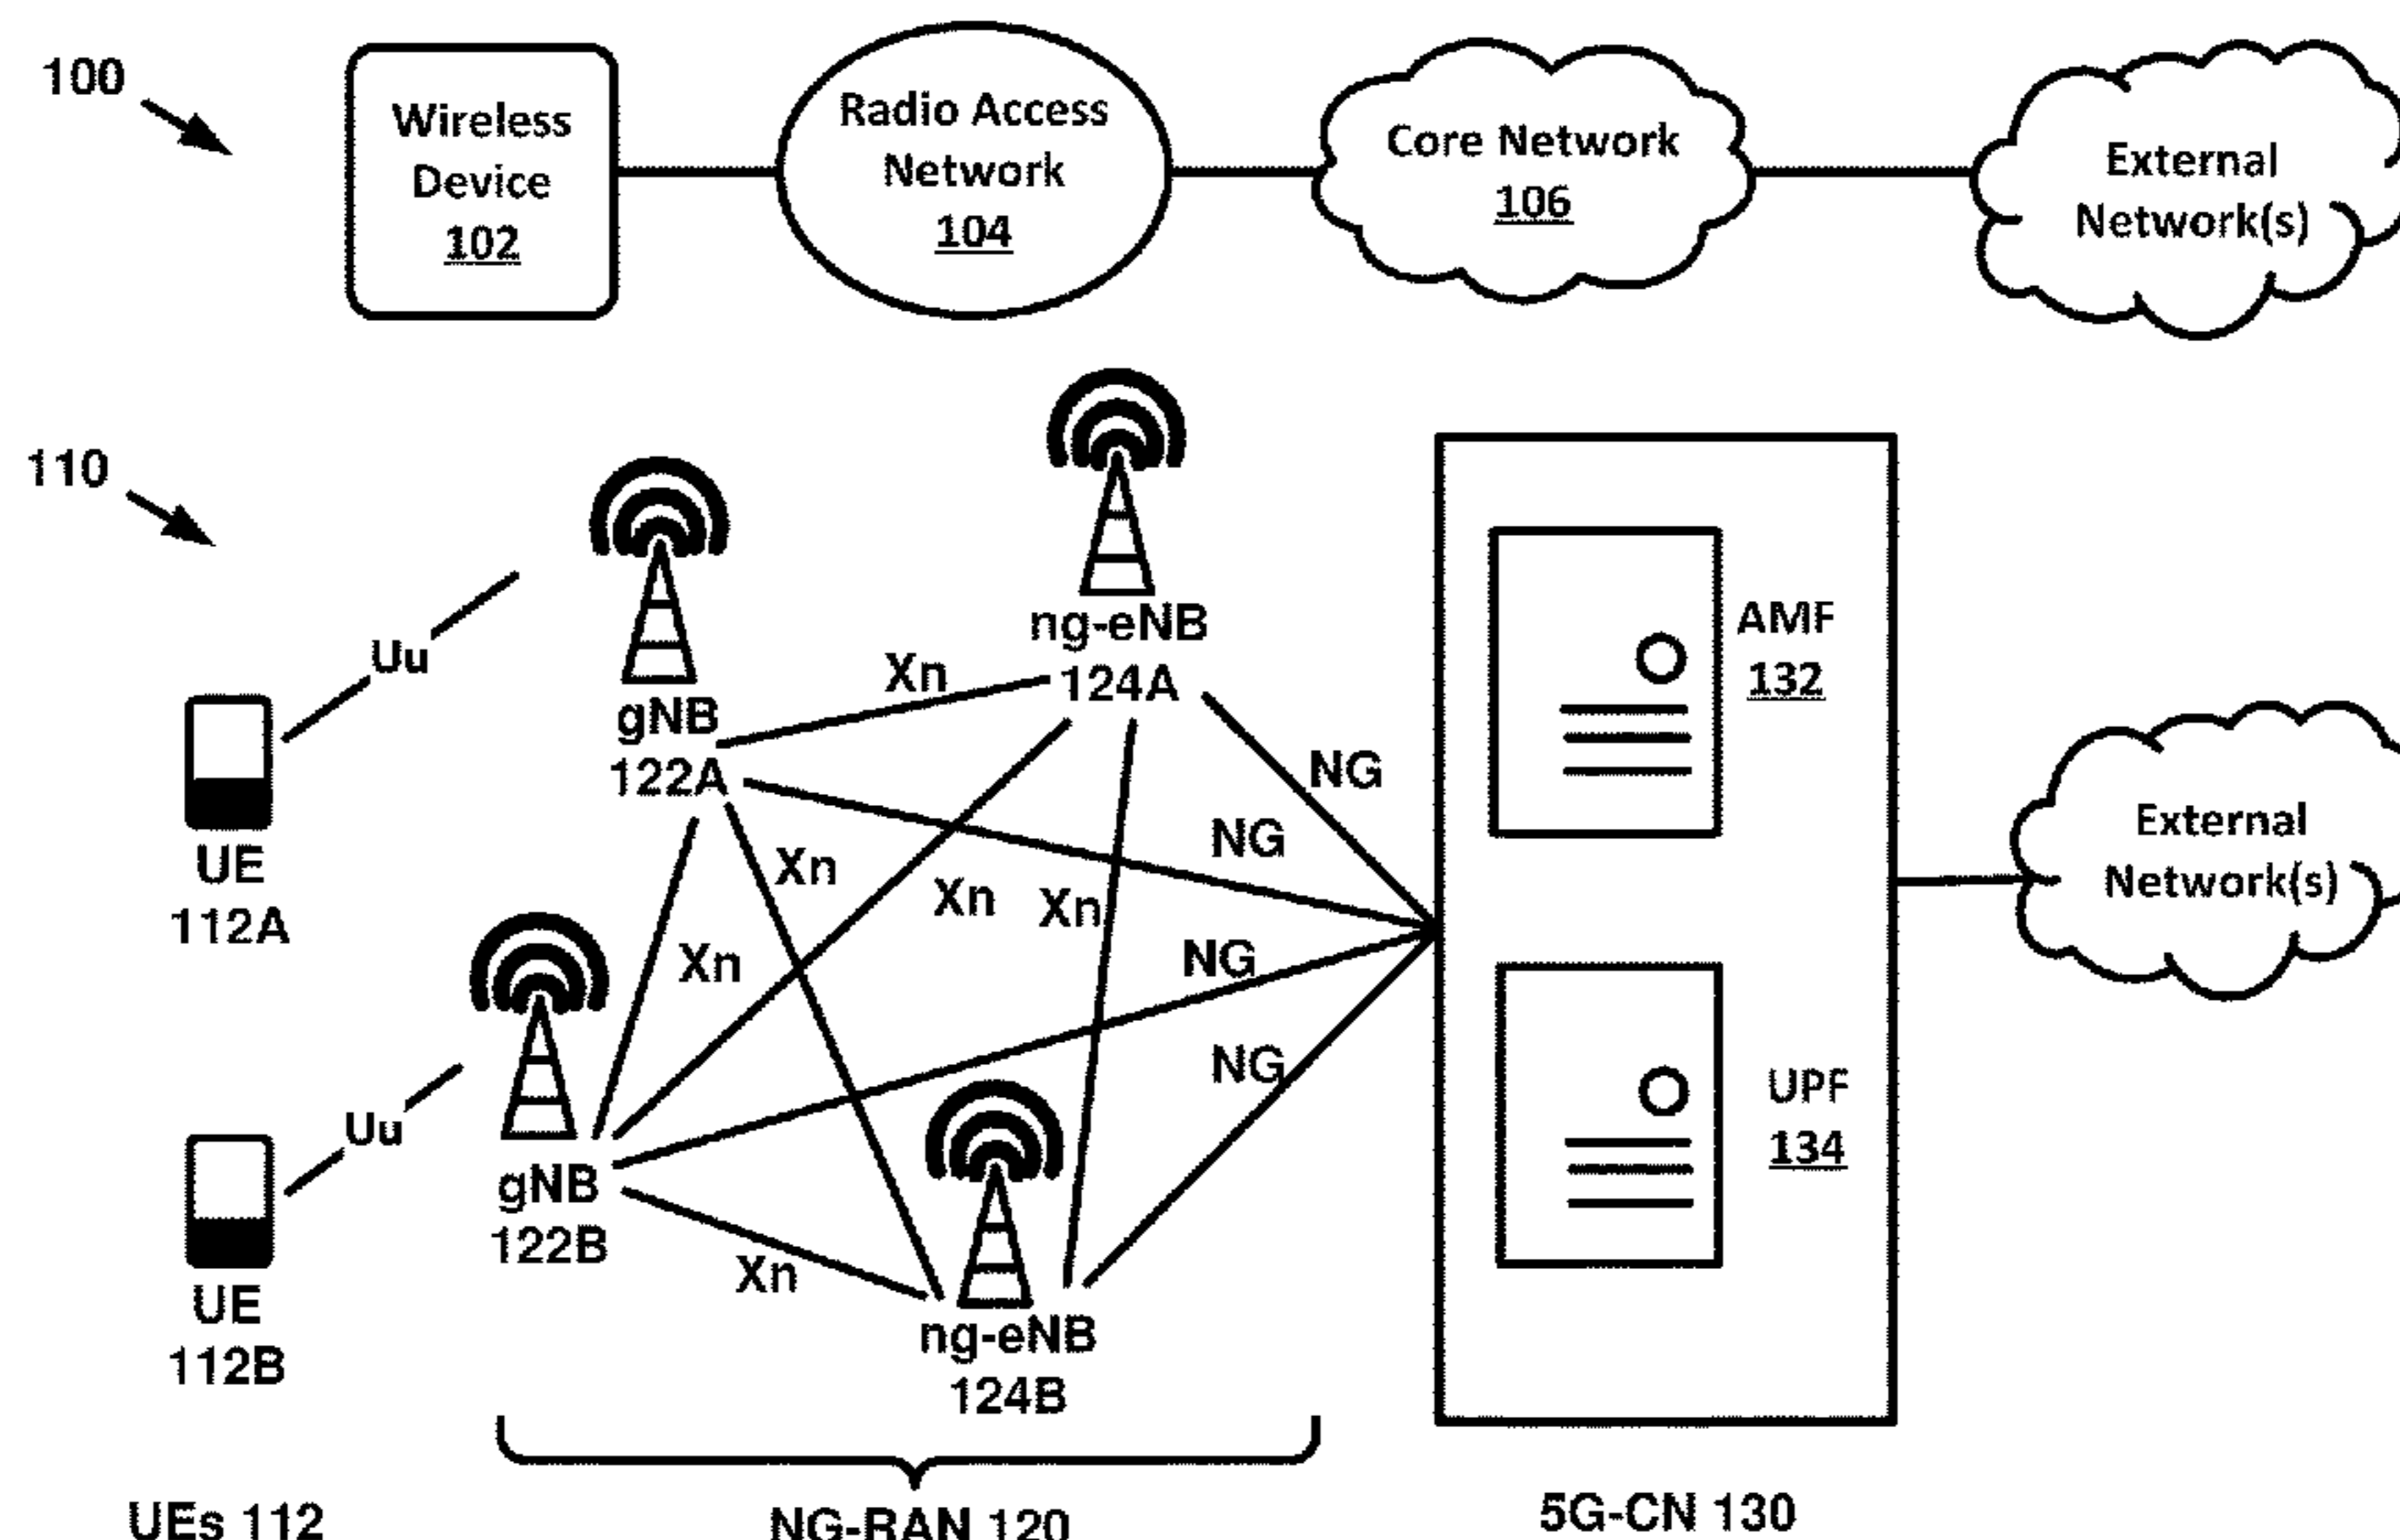 100
Wireless
Device
102
Radio Access
Network
104
Core Network
106
External
Network(s)
110
Uu
UE
112A
gNB
122A
ng-eNB
124A
Xn
NG
NG
Xn
Xn
Xn
Xn
NG
NG
AMF
132
External
Network(s)
Uu
UE
112B
gNB
122B
Xn
ng-eNB
124B
UPF
134
UEs 112
NG-RAN 120
5G-CN 130